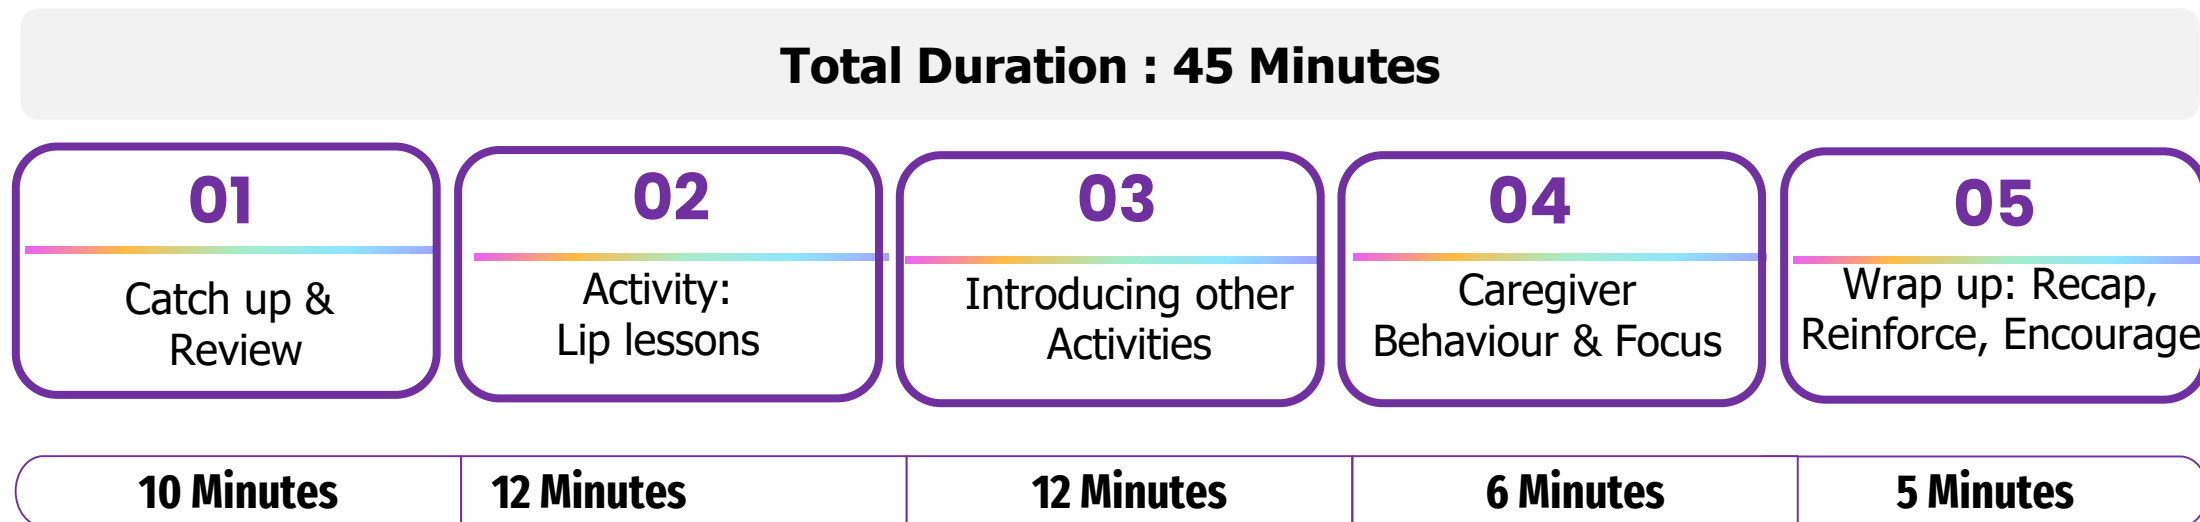 Total Duration : 45 Minutes
01
Catch up &
Review
02
Activity:
Lip lessons
03
Introducing other
Activities
04
Caregiver
Behaviour & Focus
05
Wrap up: Recap,
Reinforce, Encourage
10 Minutes
12 Minutes
12 Minutes
6 Minutes
5 Minutes